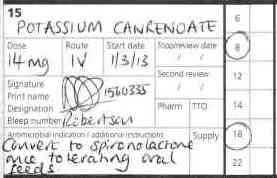 15
POTASSIUM CANRENOATE
Dose Route Start date Stop/review date
14mg IV 1/3/13 / /
Signature
Print name
Designation
Bleep number
1560335
Robertson
Second review
/ /
Pharm TTO
Antimicrobial indication / additional instructions Supply
Convert to spironolactone
once tolerating oral
feeds.
6
8
12
14
18
22